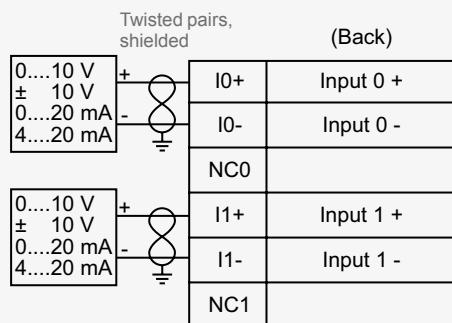 Twisted pairs,
shielded
(Back)
0....10 V
± 10 V
0....20 mA
4....20 mA
+
-
I0+ Input 0 +
I0- Input 0 -
NC0
0....10 V
± 10 V
0....20 mA
4....20 mA
+
-
I1+ Input 1 +
I1- Input 1 -
NC1